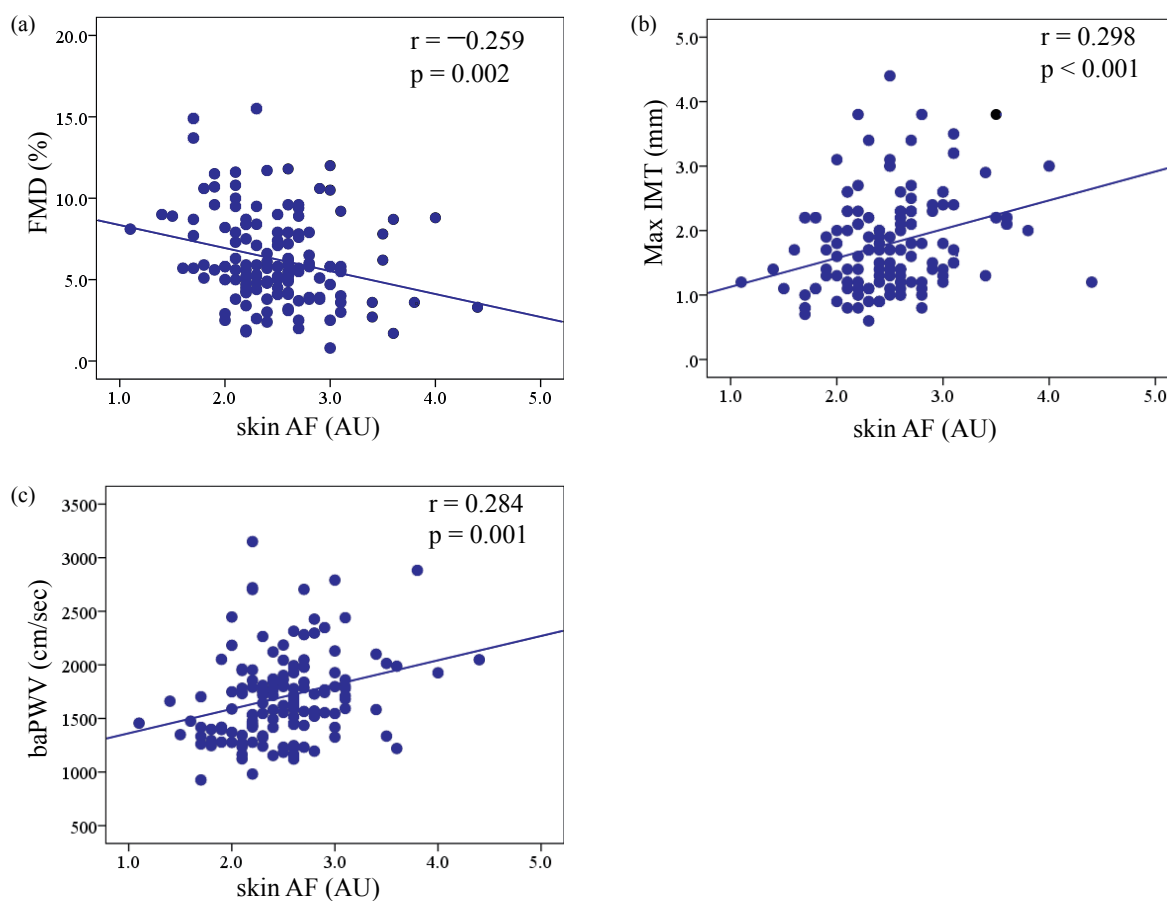 (a)
r = −0.259
p = 0.002
20.0
15.0
10.0
5.0
.0
FMD (%)
1.0 2.0 3.0 4.0 5.0
skin AF (AU)
(b)
r = 0.298
p < 0.001
5.0
4.0
3.0
2.0
1.0
.0
Max IMT (mm)
1.0 2.0 3.0 4.0 5.0
skin AF (AU)
(c)
r = 0.284
p = 0.001
3500
3000
2500
2000
1500
1000
500
baPWV (cm/sec)
1.0 2.0 3.0 4.0 5.0
skin AF (AU)